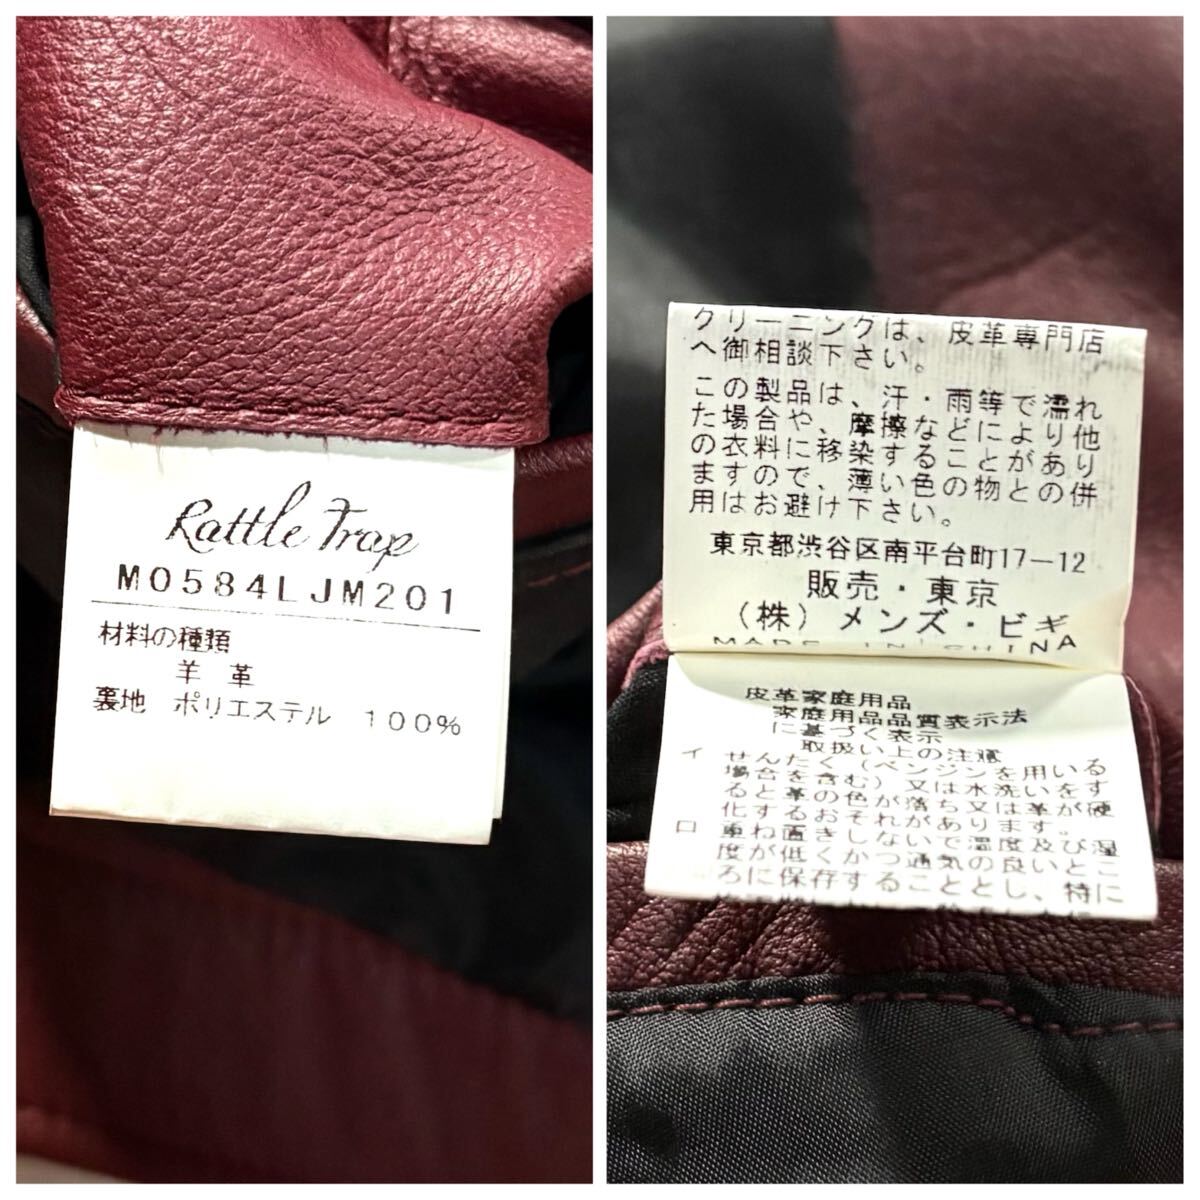 Rattle Trap
M0584LJM201
材料の種類
羊革
裏地 ポリエステル 100%
クリーニングは、皮革専門店
へ御相談下さい。
この製品は、汗・雨等で濡れ
た場合や、摩擦などにより他
の衣料に移染することがあり
ますので、薄い色の物との併
用はお避け下さい。
東京都渋谷区南平台町17-12
販売・東京
(株) メンズ・ビギ
MADE IN CHINA
皮革家庭用品
家庭用品品質表示法
に基づく表示
取扱い上の注意
イ せんたく(ベンジンを用いる
場合を含む)又は水洗いをす
ると革の色が落ち又は革が硬
化するおそれがあります。
ロ 重ね置きしないで温度及び湿
度が低くかつ通気の良いとこ
ろに保存することとし、特に